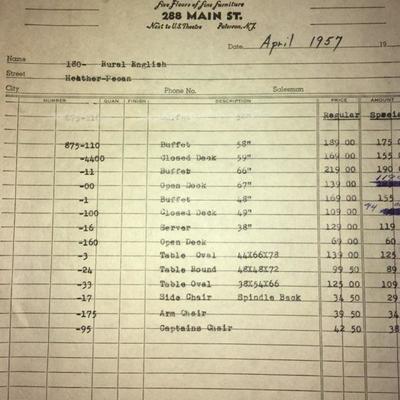 Five Floors of Fine Furniture
288 MAIN ST.
Next to U.S. Theatre Paterson, N.J.
Date April 1957 19
Name 180- Rural English
Street Heather-Pecan
City Phone No. Salesman
NUMBER QUAN. FINISH DESCRIPTION PRICE AMOUNT
Regular Specia
875-110 Buffet 58" 189 00 175
-4400 Closed Deck 59" 169 00 155
-11 Buffet 66" 219 00 190
-00 Open Deck 67" 139 00 119
-1 Buffet 48" 169 00 155
-100 Closed Deck 49" 109 00 94
-16 Server 38" 129 00 119
-160 Open Deck 69 00 60
-3 Table Oval 44X66X78 139 00 125
-24 Table Round 48X48X72 99 50 89
-33 Table Oval 38X54X66 125 00 109
-17 Side Chair Spindle Back 34 50 29
-175 Arm Chair 39 50 34
-95 Captains Chair 42 50 38